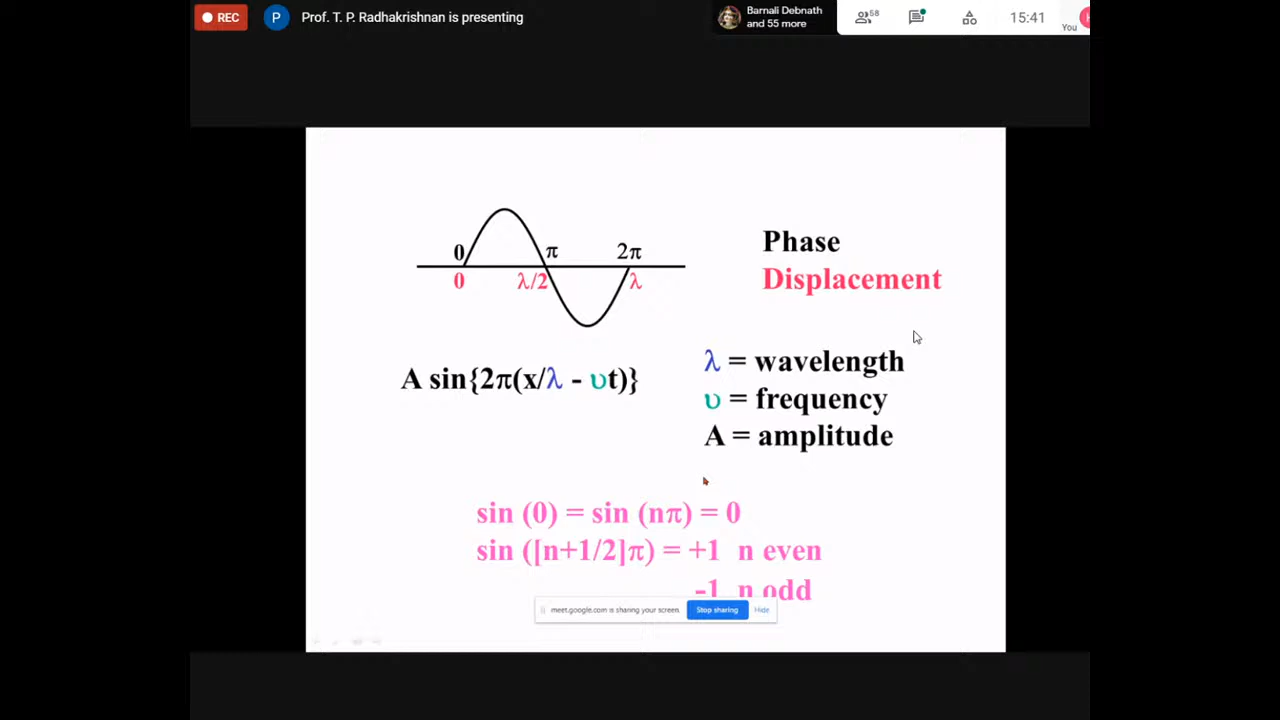 REC
P
Prof. T. P. Radhakrishnan is presenting
Barnali Debnath
and 55 more
58
15:41
You
0
π
2π
0
λ/2
λ
Phase
Displacement
A sin{2π(x/λ - υt)}
λ = wavelength
υ = frequency
A = amplitude
sin (0) = sin (nπ) = 0
sin ([n+1/2]π) = +1 n even
-1 n odd
meet.google.com is sharing your screen.
Stop sharing
Hide